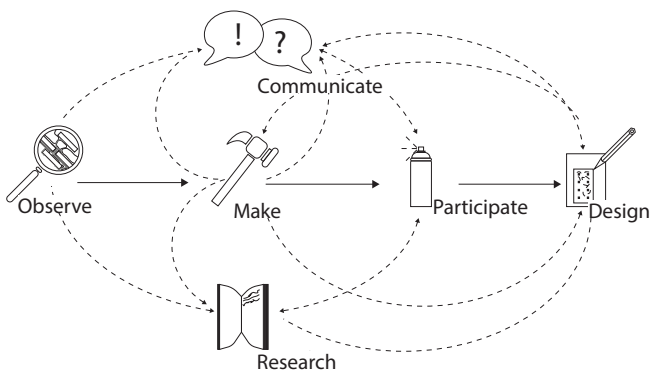 ! ?
Communicate
Observe
Make
Participate
Design
Research